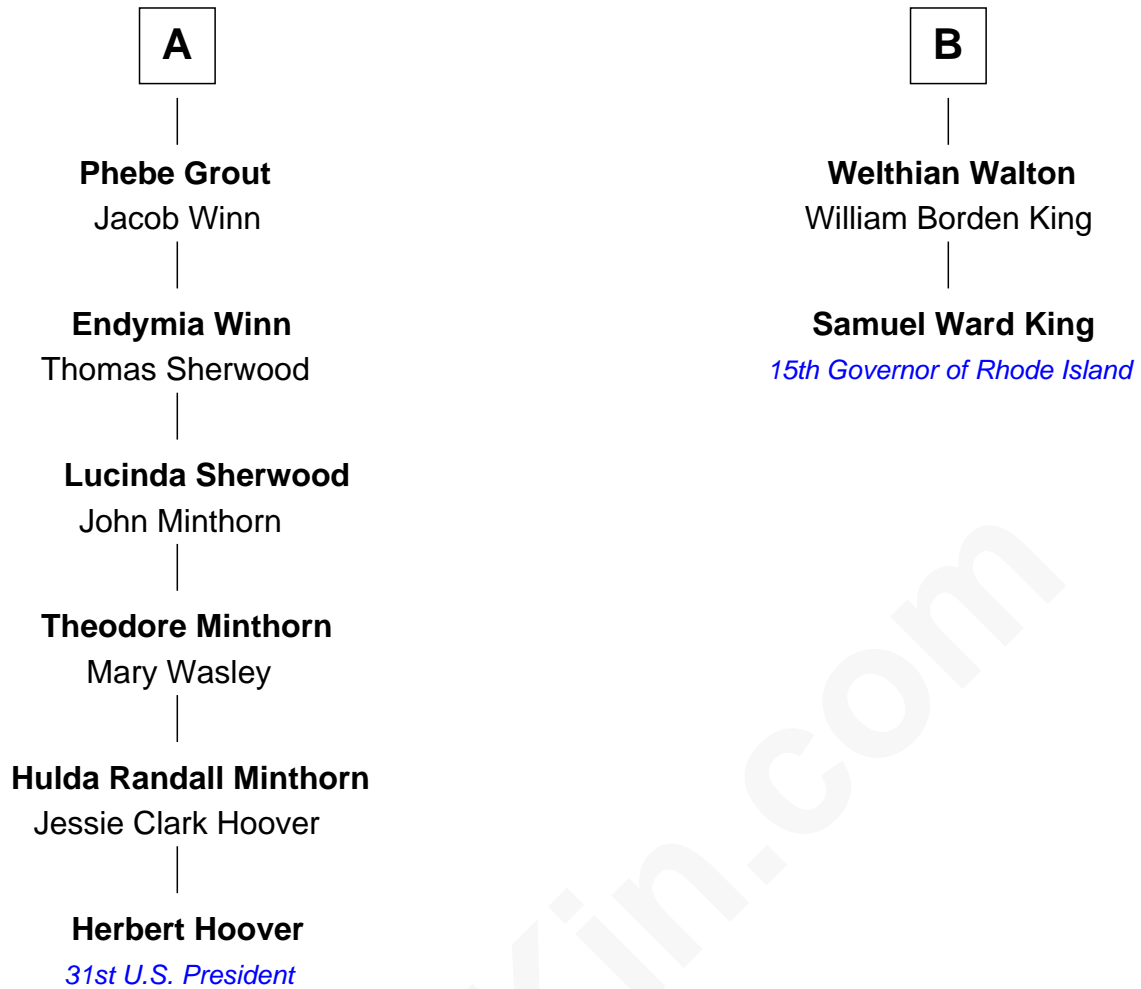 A
Phebe Grout
Jacob Winn
Endymia Winn
Thomas Sherwood
Lucinda Sherwood
John Minthorn
Theodore Minthorn
Mary Wasley
Hulda Randall Minthorn
Jessie Clark Hoover
Herbert Hoover
31st U.S. President
B
Welthian Walton
William Borden King
Samuel Ward King
15th Governor of Rhode Island
Kin.com